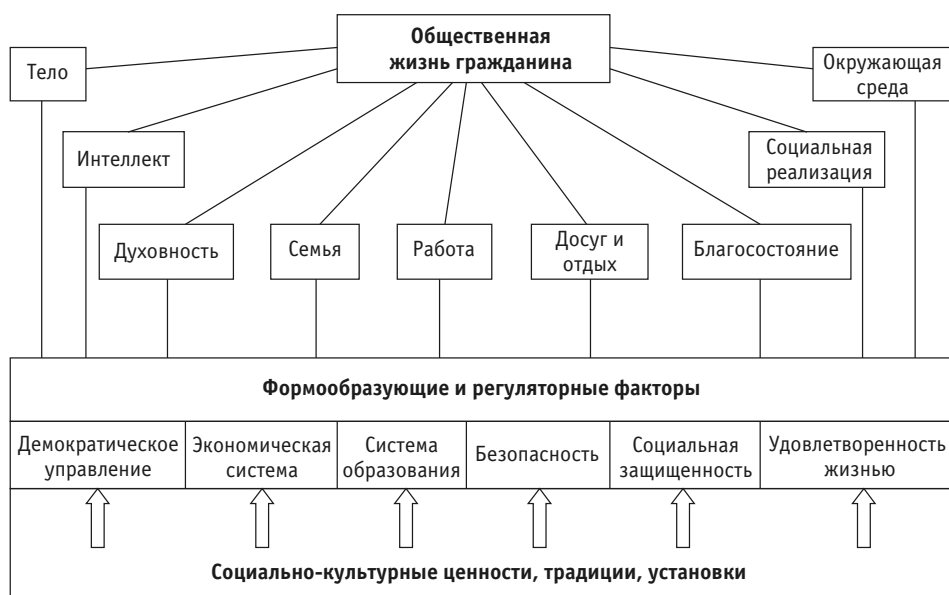 Общественная
жизнь гражданина
Тело
Окружающая
среда
Интеллект
Социальная
реализация
Духовность
Семья
Работа
Досуг и
отдых
Благосостояние
Формообразующие и регуляторные факторы
Демократическое
управление
Экономическая
система
Система
образования
Безопасность
Социальная
защищенность
Удовлетворенность
жизнью
Социально-культурные ценности, традиции, установки